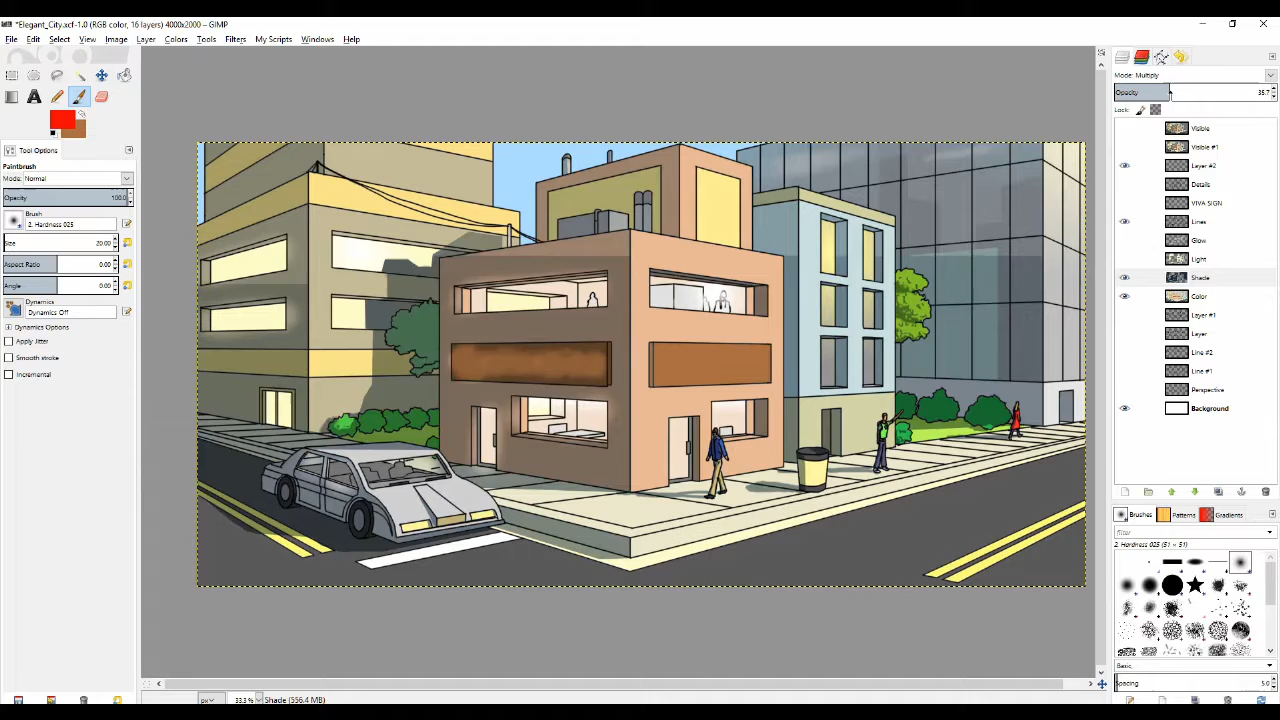 *Elegant_City.xcf-1.0 (RGB color, 16 layers) 4000x2000 – GIMP
File Edit Select View Image Layer Colors Tools Filters My Scripts Windows Help
Mode: Multiply
Opacity 35.7
Lock:
Visible
Visible #1
Layer #2
Details
VIVA SIGN
Lines
Glow
Light
Shade
Color
Layer #1
Layer
Line #2
Line #1
Perspective
Background
Tool Options
Paintbrush
Mode: Normal
Opacity 100.0
Brush
2. Hardness 025
Size 20.00
Aspect Ratio 0.00
Angle 0.00
Dynamics
Dynamics Off
Dynamics Options
Apply Jitter
Smooth stroke
Incremental
Brushes Patterns Gradients
filter
2. Hardness 025 (51 × 51)
Basic,
Spacing 5.0
px 33.3 % Shade (556.4 MB)